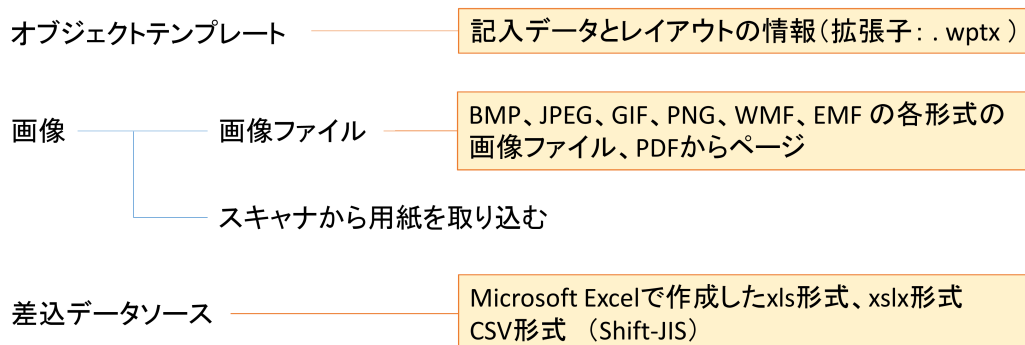 オブジェクトテンプレート
記入データとレイアウトの情報(拡張子:．wptx )
画像
画像ファイル
BMP、JPEG、GIF、PNG、WMF、EMF の各形式の
画像ファイル、PDFからページ
スキャナから用紙を取り込む
差込データソース
Microsoft Excelで作成したxls形式、xslx形式
CSV形式 (Shift-JIS)